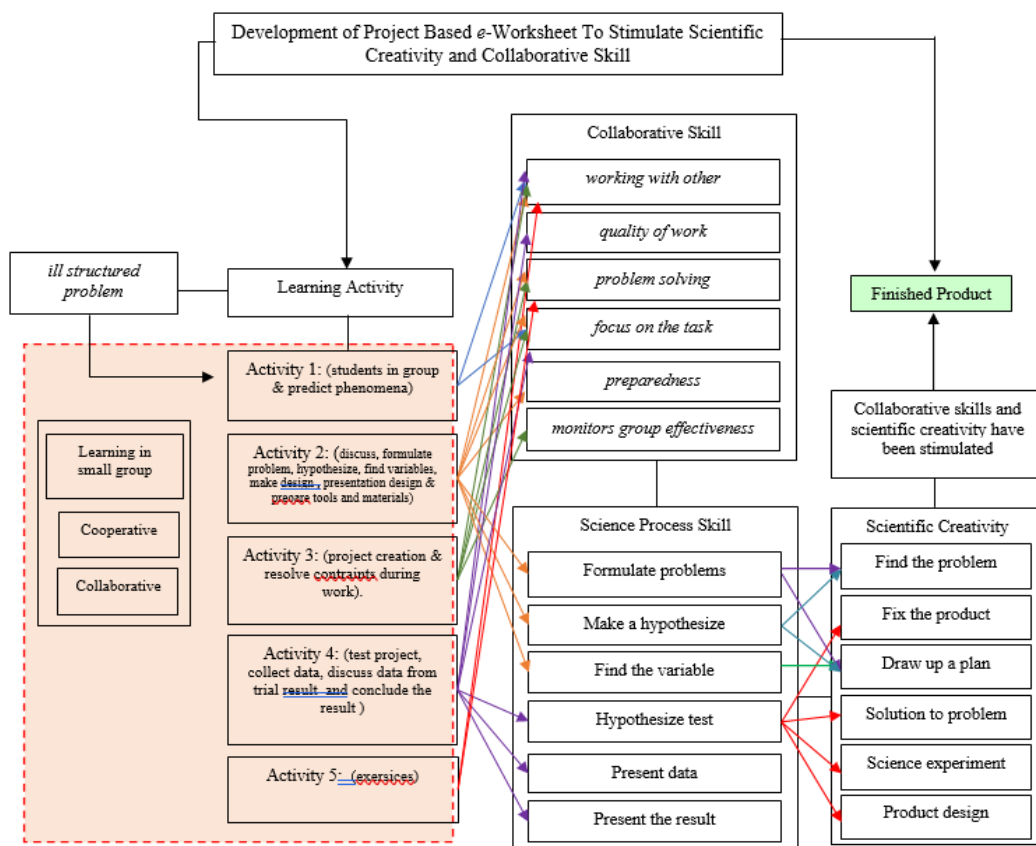 Development of Project Based e-Worksheet To Stimulate Scientific
Creativity and Collaborative Skill
ill structured
problem
Learning Activity
Activity 1: (students in group
& predict phenomena)
Learning in
small group
Cooperative
Collaborative
Activity 2: (discuss, formulate
problem, hypothesize, find variables,
make design , presentation design &
precare tools and materials)
Activity 3: (project creation &
resolve contraints during
work).
Activity 4: (test project,
collect data, discuss data from
trial result and conclude the
result )
Activity 5: (exersices)
Collaborative Skill
working with other
quality of work
problem solving
focus on the task
preparedness
monitors group effectiveness
Science Process Skill
Formulate problems
Make a hypothesize
Find the variable
Hypothesize test
Present data
Present the result
Finished Product
Collaborative skills and
scientific creativity have
been stimulated
Scientific Creativity
Find the problem
Fix the product
Draw up a plan
Solution to problem
Science experiment
Product design